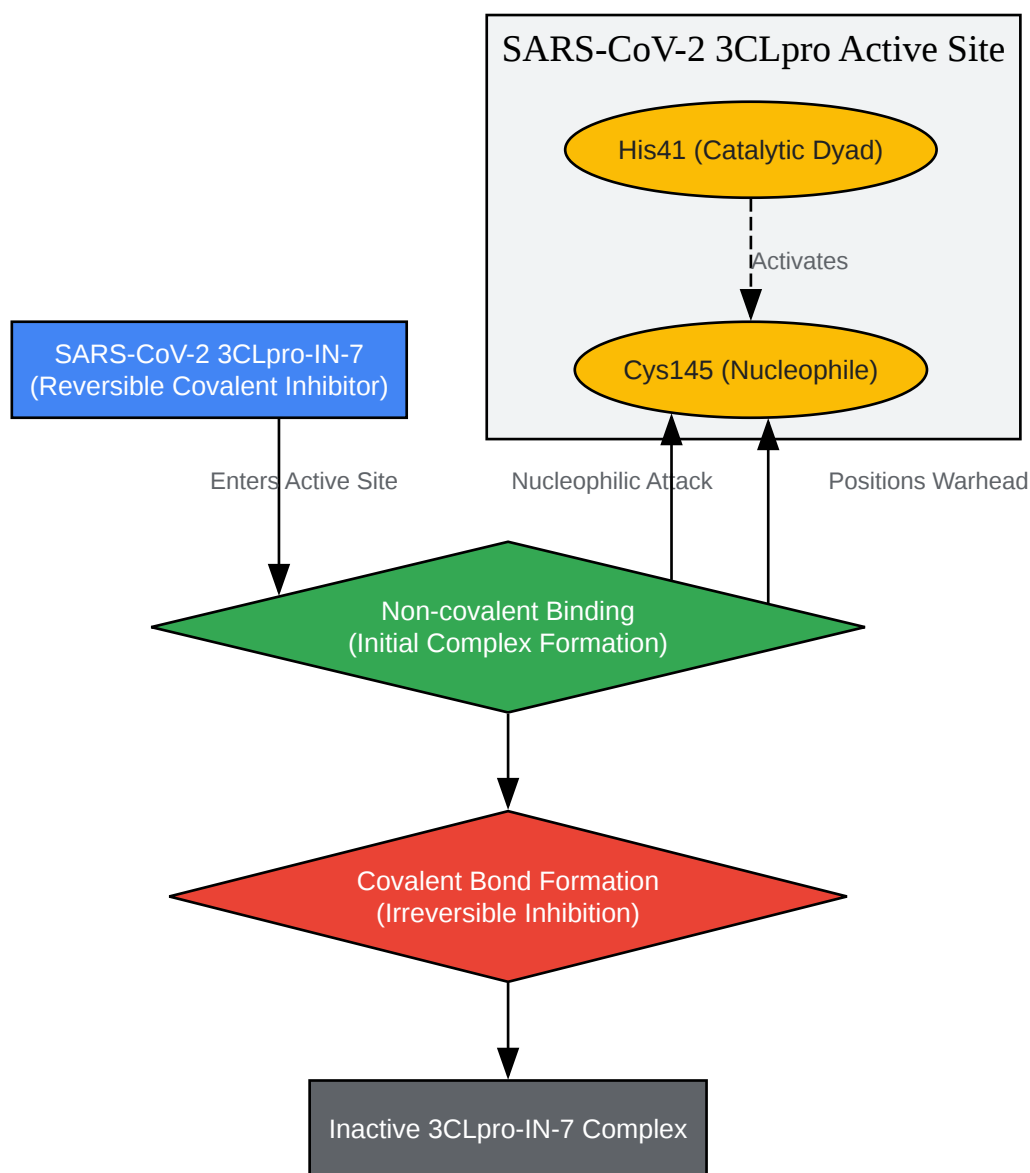 SARS-CoV-2 3CLpro Active Site
His41 (Catalytic Dyad)
Activates
SARS-CoV-2 3CLpro-IN-7
(Reversible Covalent Inhibitor)
Cys145 (Nucleophile)
Enters Active Site
Nucleophilic Attack
Positions Warhead
Non-covalent Binding
(Initial Complex Formation)
Covalent Bond Formation
(Irreversible Inhibition)
Inactive 3CLpro-IN-7 Complex